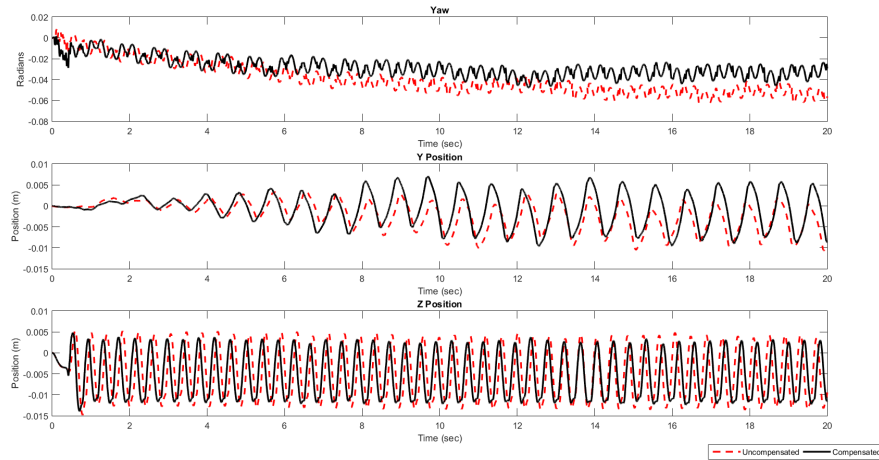 Yaw
0.02
0
-0.02
-0.04
-0.06
-0.08
Radians
0 2 4 6 8 10 12 14 16 18 20
Time (sec)
Y Position
0.01
0.005
0
-0.005
-0.01
-0.015
Position (m)
0 2 4 6 8 10 12 14 16 18 20
Time (sec)
Z Position
0.01
0.005
0
-0.005
-0.01
-0.015
Position (m)
0 2 4 6 8 10 12 14 16 18 20
Time (sec)
Uncompensated Compensated